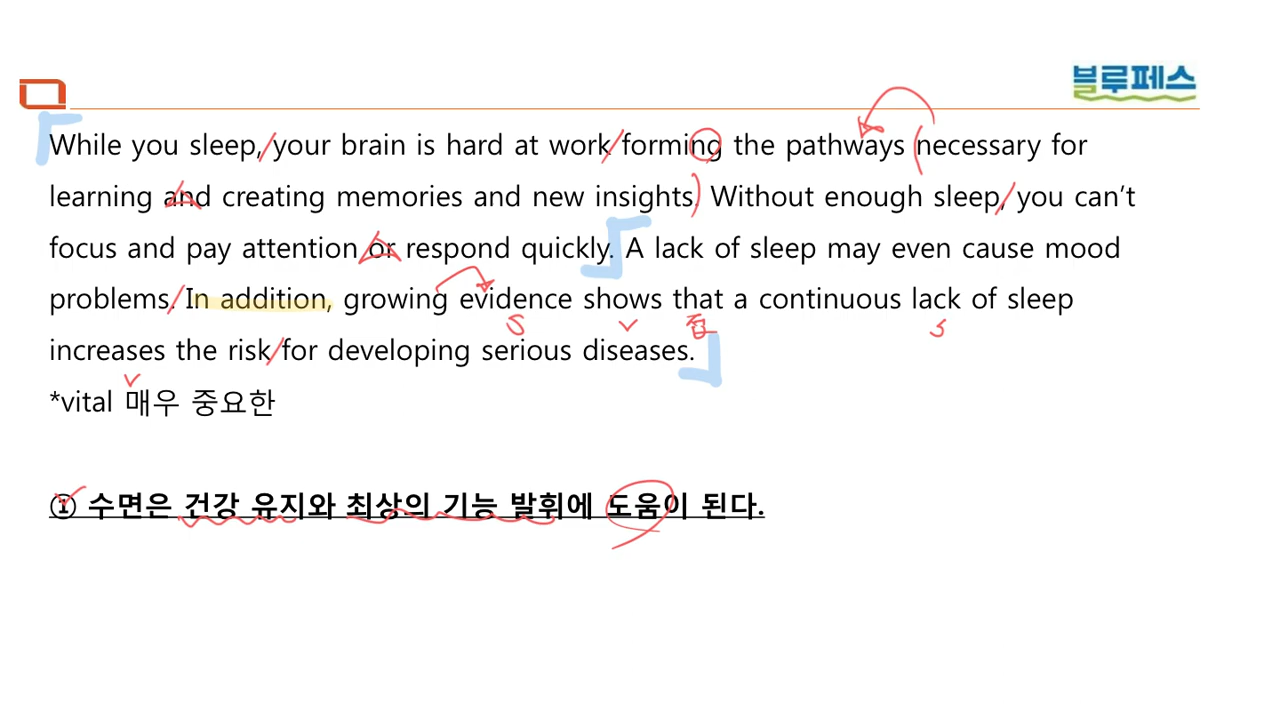 블루페스
While you sleep, your brain is hard at work forming the pathways necessary for
learning and creating memories and new insights. Without enough sleep, you can't
focus and pay attention or respond quickly. A lack of sleep may even cause mood
problems. In addition, growing evidence shows that a continuous lack of sleep
S V 접 S
increases the risk for developing serious diseases.
V
*vital 매우 중요한
① 수면은 건강 유지와 최상의 기능 발휘에 도움이 된다.